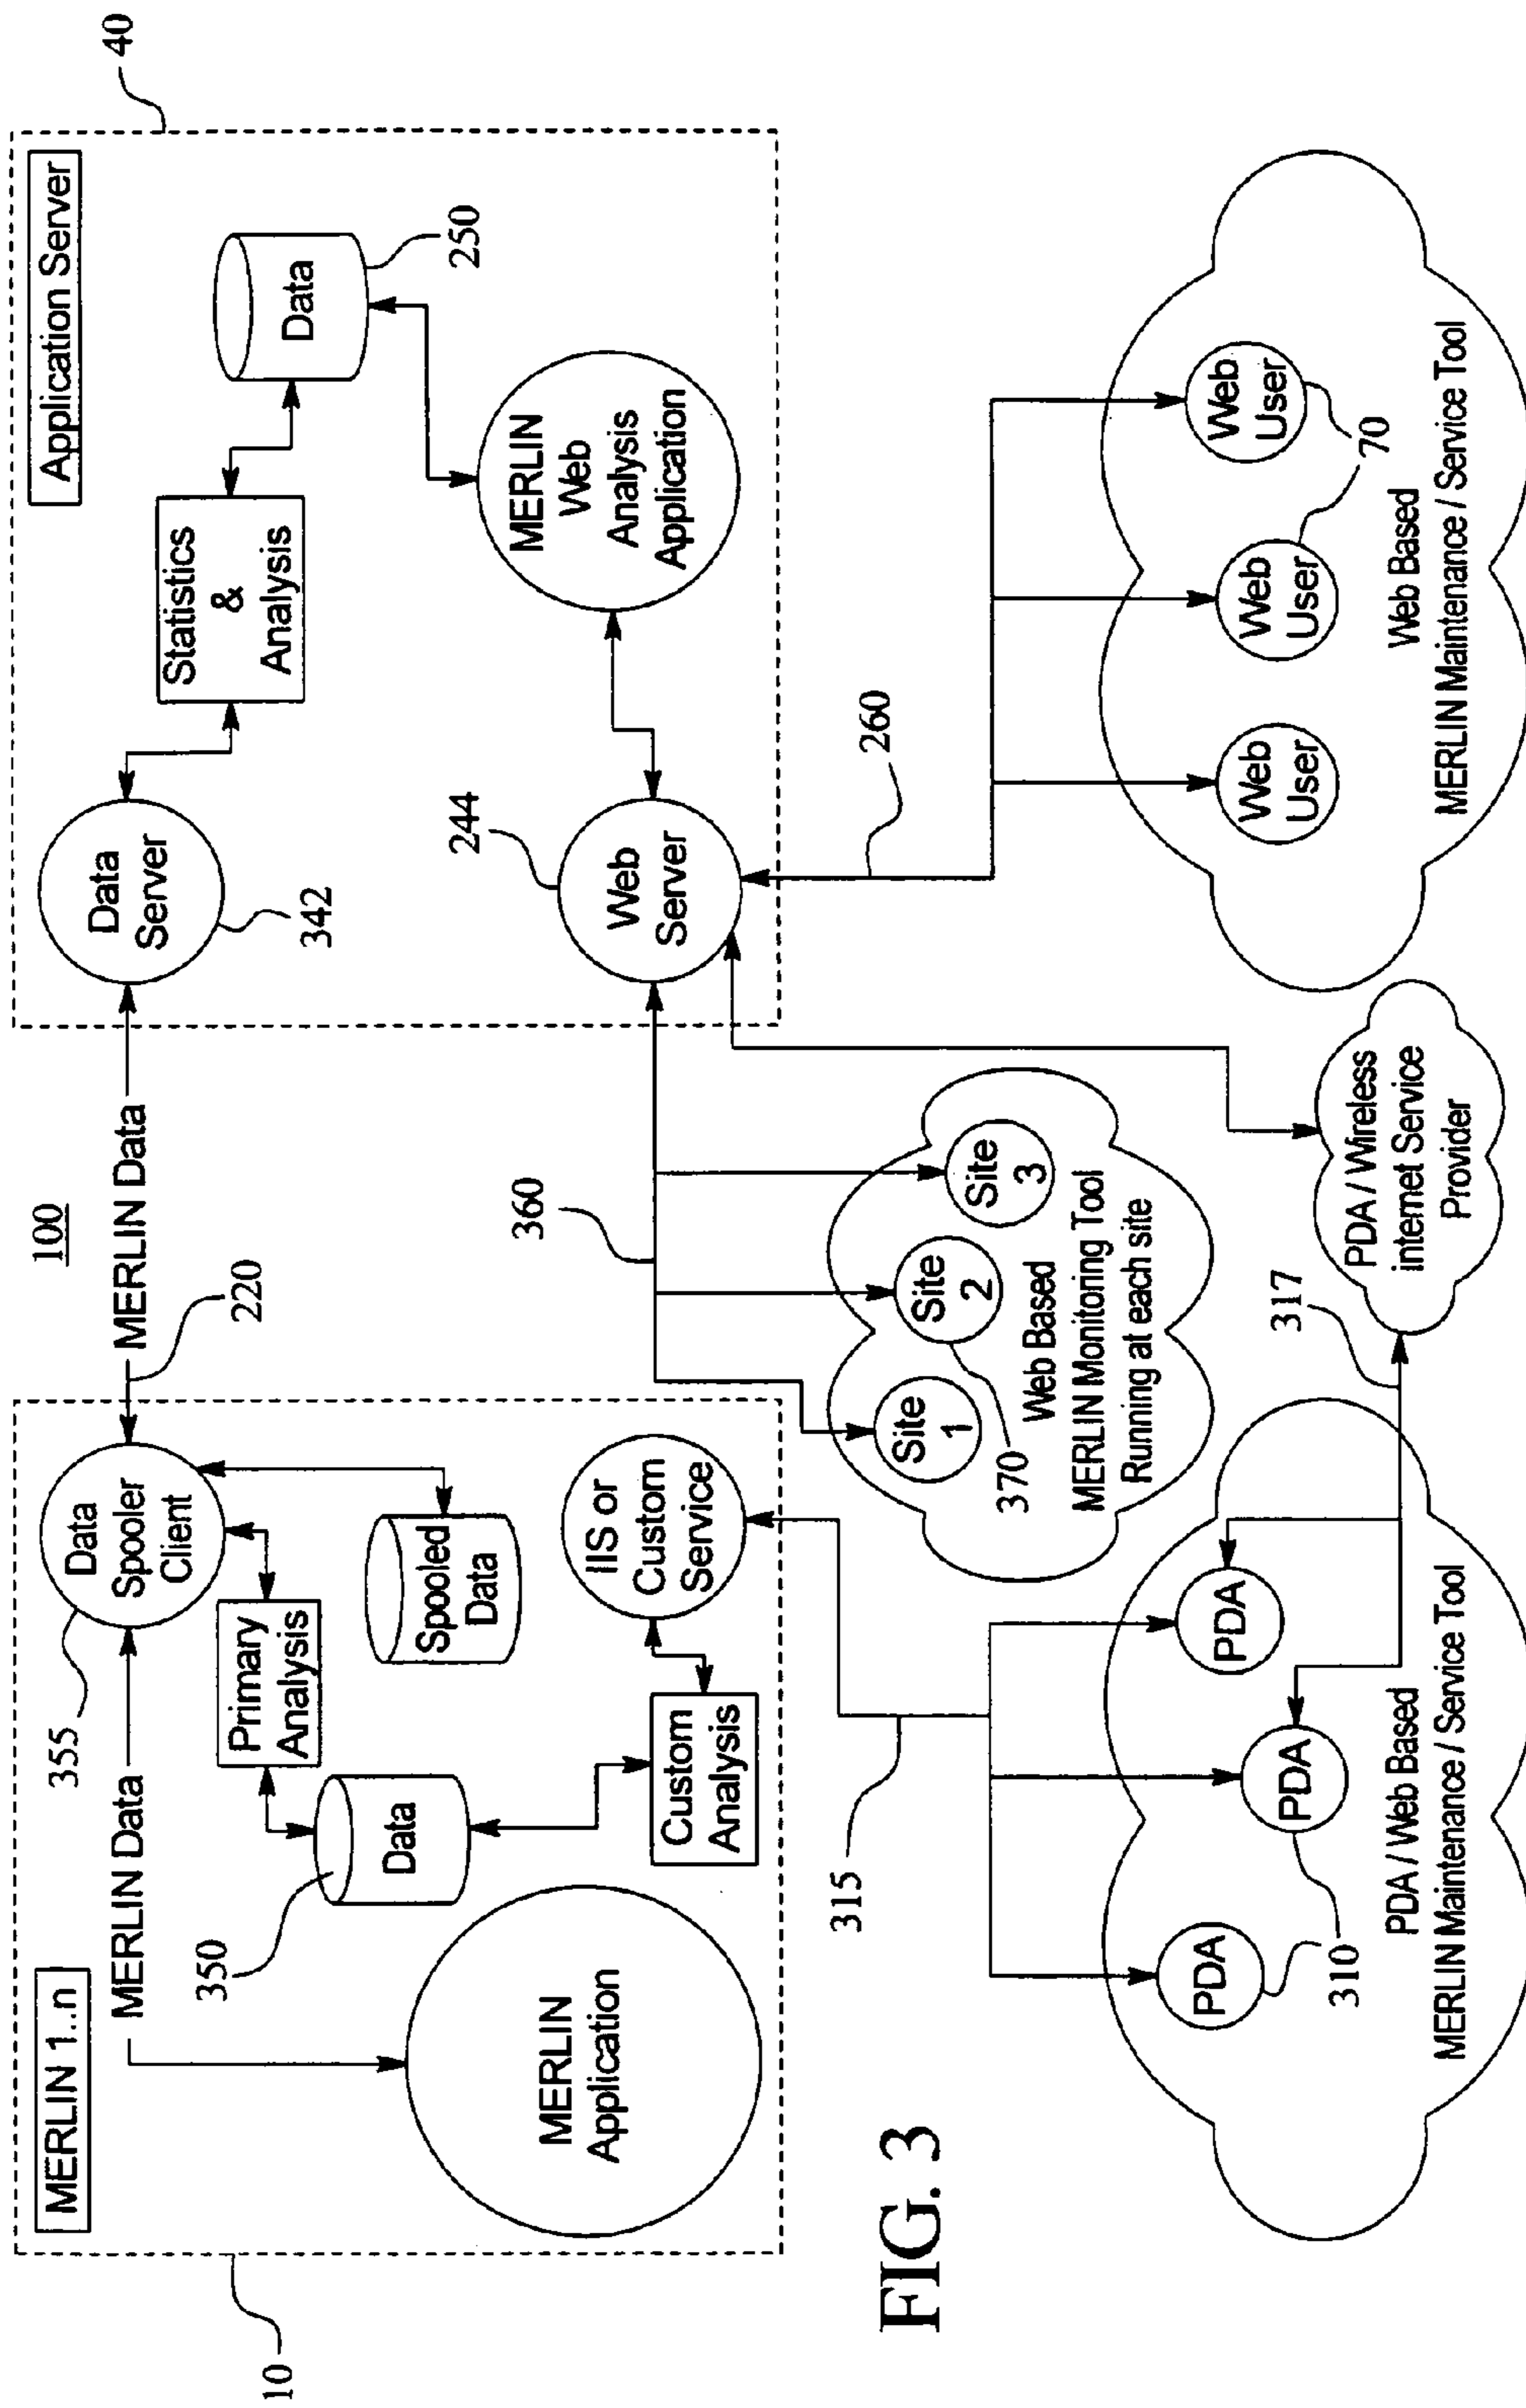 100
MERLIN 1..n
MERLIN Data
355
Data
Spooler
Client
Primary
Analysis
350
Data
Spooled
Data
MERLIN
Application
Custom
Analysis
IIS or
Custom
Service
10
220
MERLIN Data
Application Server
40
Data
Server
342
Statistics
&
Analysis
Data
250
MERLIN
Web
Analysis
Application
244
Web
Server
360
260
315
Site
1
Site
2
Site
3
370
Web Based
MERLIN Monitoring Tool
Running at each site
317
PDA / Wireless
internet Service
Provider
PDA
PDA
PDA
310
PDA / Web Based
MERLIN Maintenance / Service Tool
Web
User
Web
User
Web
User
70
Web Based
MERLIN Maintenance / Service Tool
FIG. 3